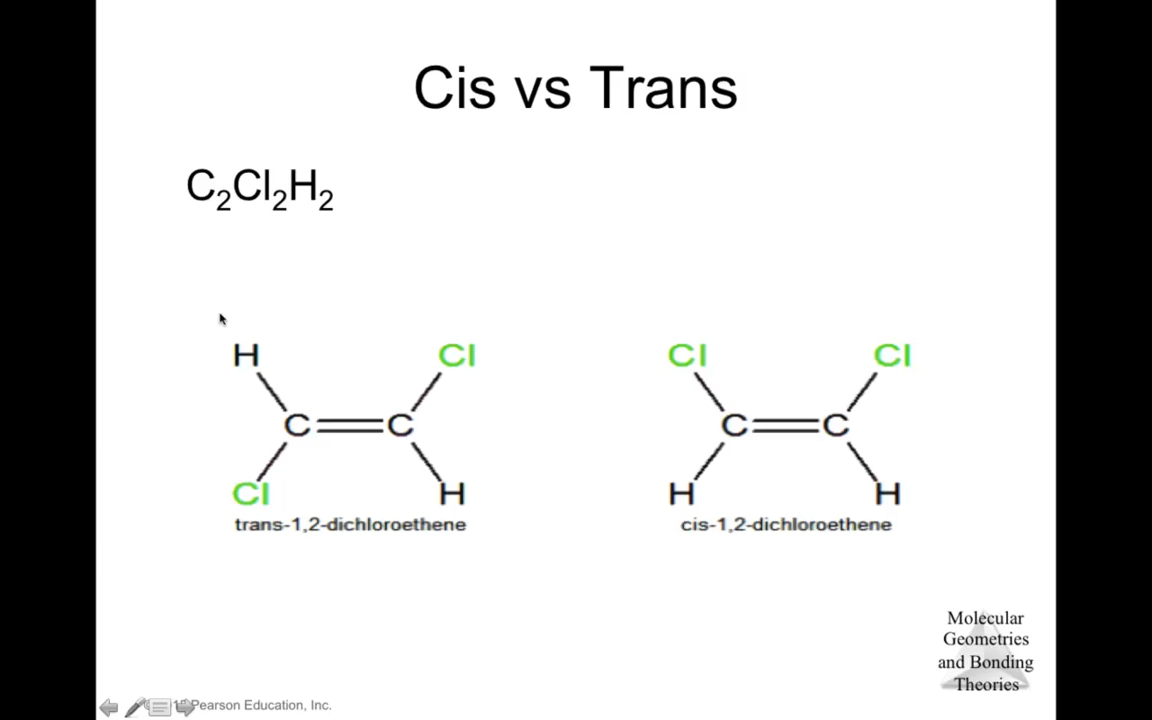 Cis vs Trans
C₂Cl₂H₂
H Cl Cl Cl
C C C C
Cl H H H
trans-1,2-dichloroethene cis-1,2-dichloroethene
Molecular
Geometries
and Bonding
Theories
Pearson Education, Inc.